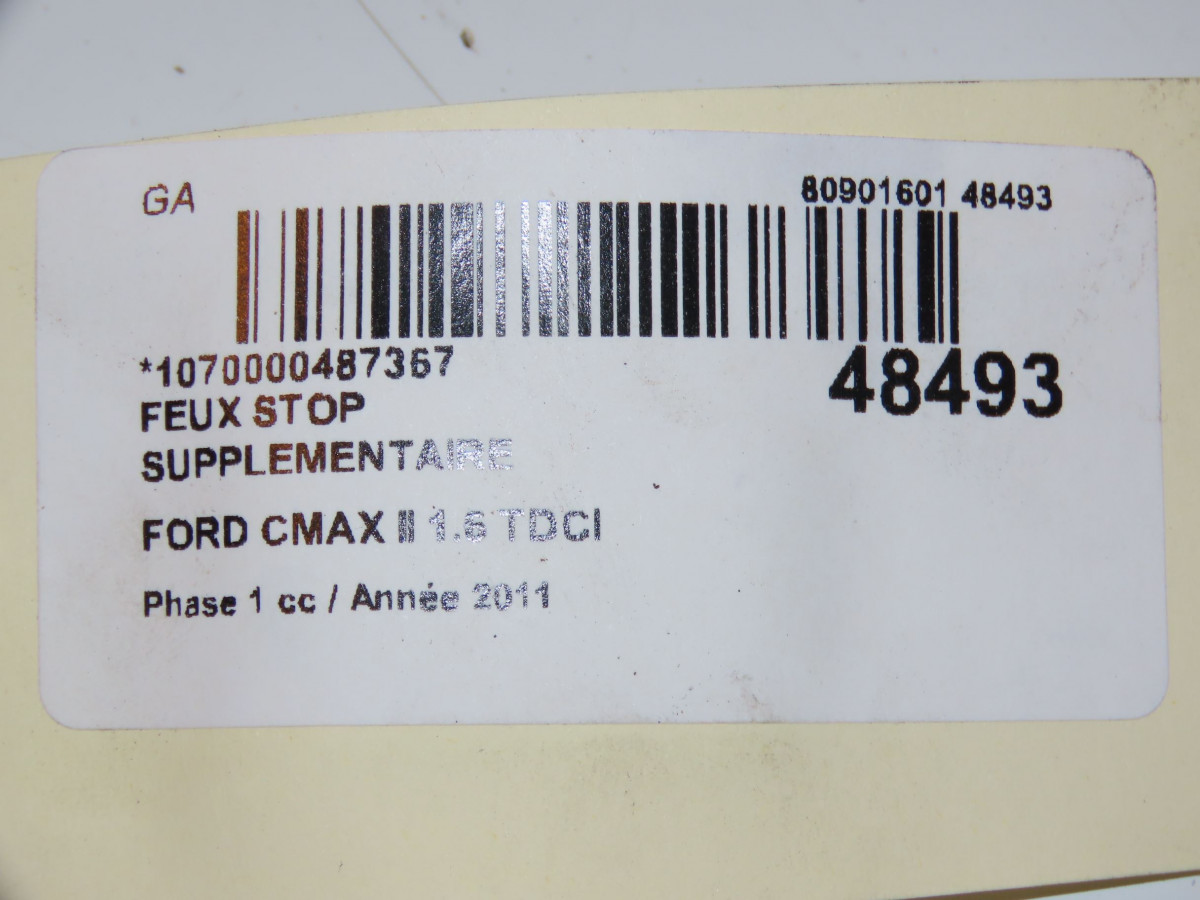 GA
80901601 48493
*1070000487367
48493
FEUX STOP
SUPPLEMENTAIRE
FORD CMAX II 1.6 TDCI
Phase 1 cc / Année 2011